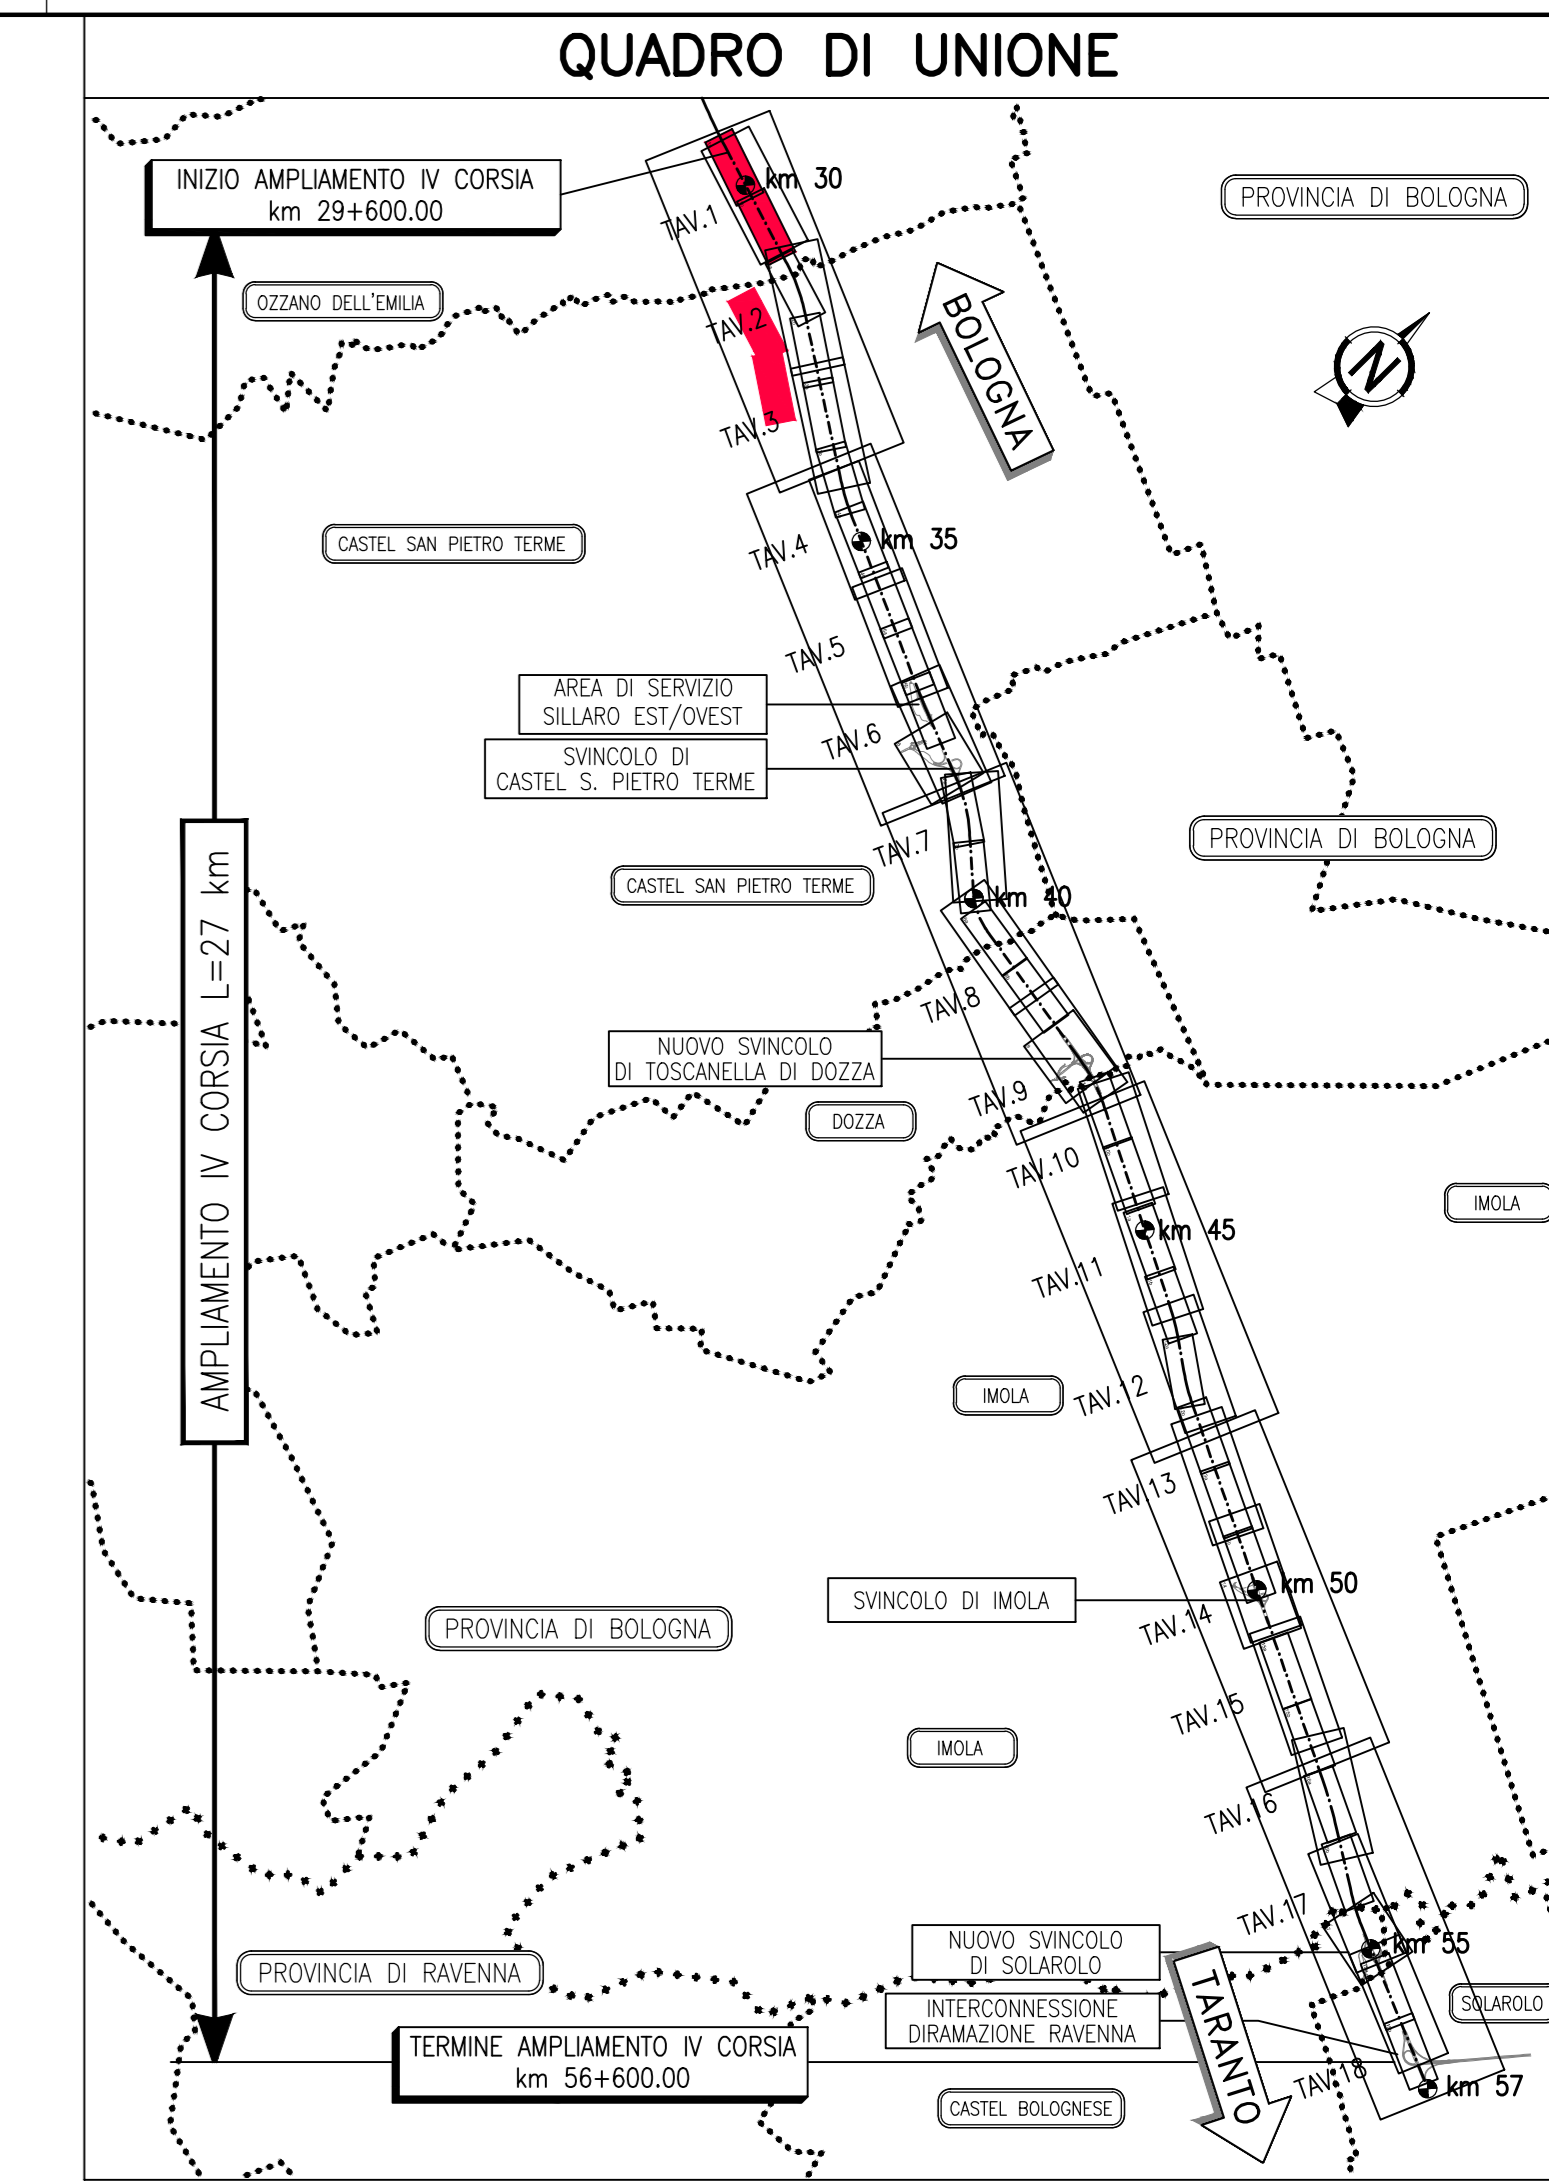 QUADRO DI UNIONE
INIZIO AMPLIAMENTO IV CORSIA
km 29+600.00
km 30
PROVINCIA DI BOLOGNA
TAV.1
OZZANO DELL'EMILIA
BOLOGNA
N
TAV.2
TAV.3
CASTEL SAN PIETRO TERME
TAV.4
km 35
TAV.5
AREA DI SERVIZIO
SILLARO EST/OVEST
TAV.6
SVINCOLO DI
CASTEL S. PIETRO TERME
TAV.7
PROVINCIA DI BOLOGNA
CASTEL SAN PIETRO TERME
km 40
AMPLIAMENTO IV CORSIA L=27 km
TAV.8
NUOVO SVINCOLO
DI TOSCANELLA DI DOZZA
TAV.9
DOZZA
TAV.10
IMOLA
km 45
TAV.11
IMOLA
TAV.12
TAV.13
SVINCOLO DI IMOLA
km 50
TAV.14
PROVINCIA DI BOLOGNA
TAV.15
IMOLA
TAV.16
TAV.17
NUOVO SVINCOLO
DI SOLAROLO
km 55
PROVINCIA DI RAVENNA
SOLAROLO
INTERCONNESSIONE
DIRAMAZIONE RAVENNA
TARANTO
TERMINE AMPLIAMENTO IV CORSIA
km 56+600.00
TAV.18
km 57
CASTEL BOLOGNESE